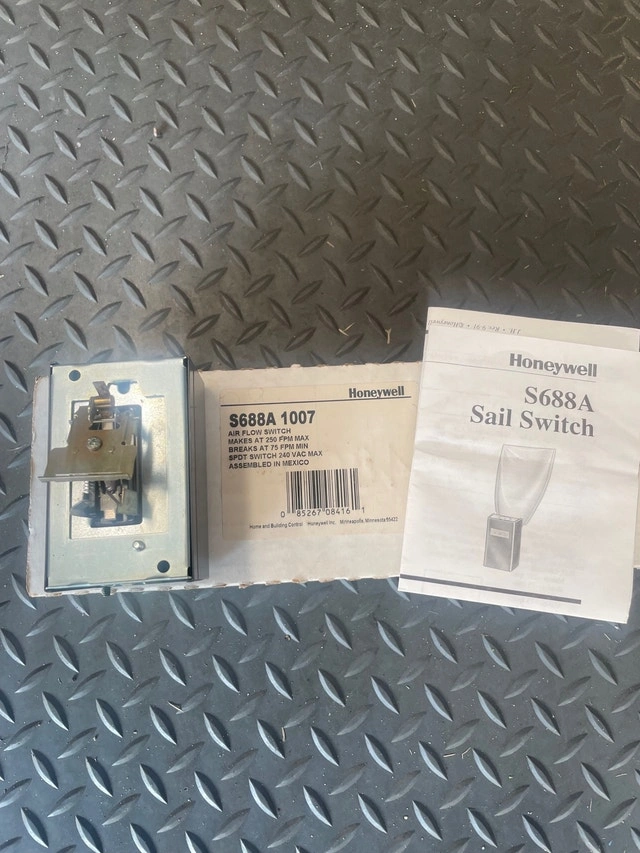 Honeywell
S688A 1007
AIR FLOW SWITCH
MAKES AT 250 FPM MAX
BREAKS AT 75 FPM MIN
SPDT SWITCH 240 VAC MAX
ASSEMBLED IN MEXICO
0 85267 08416 1
Home and Building Control Honeywell Inc. Minneapolis, Minnesota 55422
Honeywell
S688A
Sail Switch